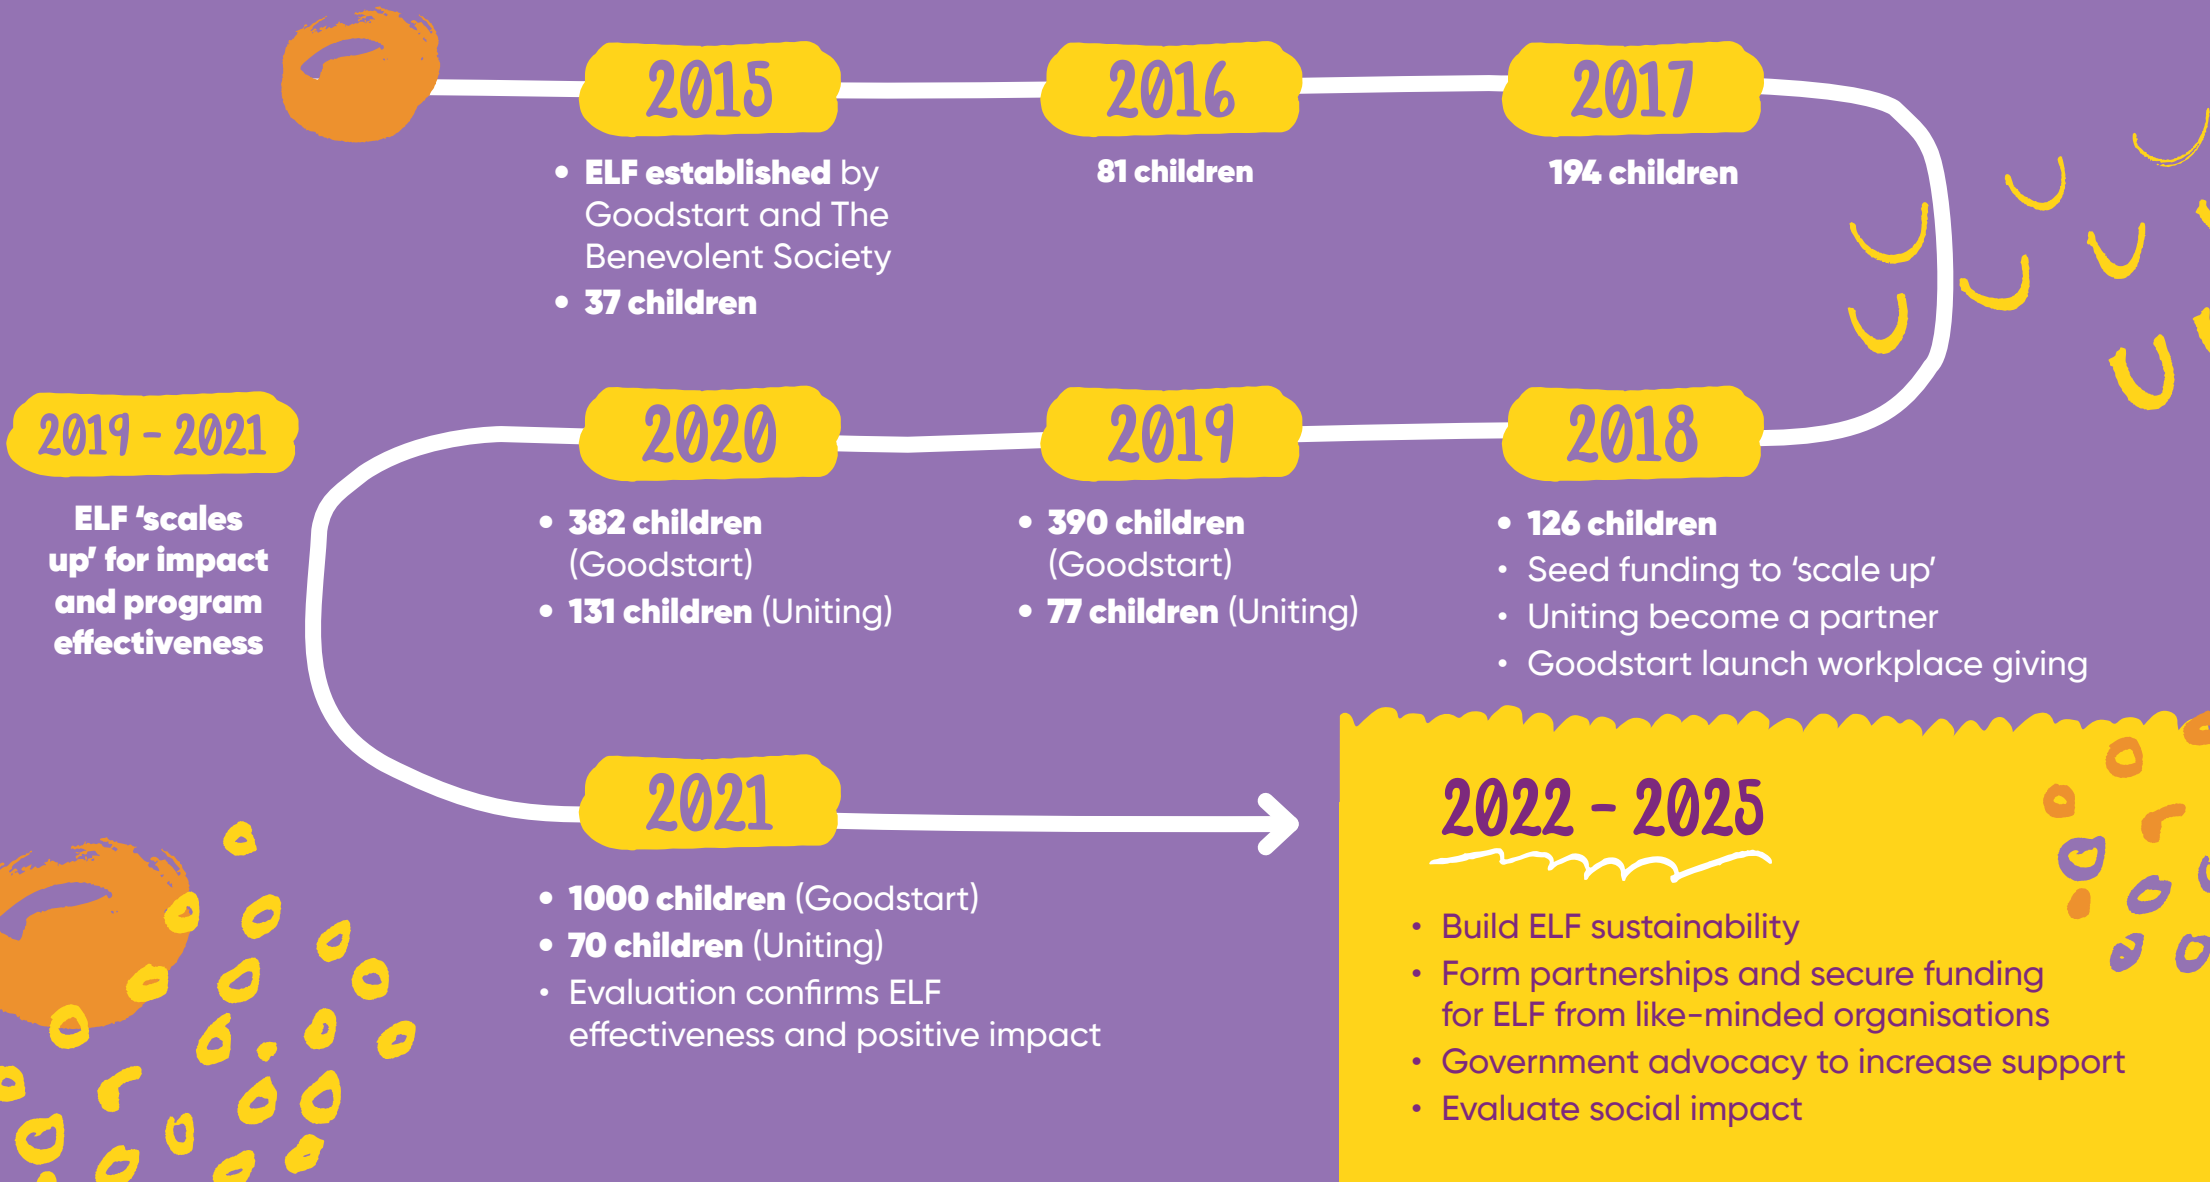 2015
• ELF established by
Goodstart and The
Benevolent Society
• 37 children
2016
81 children
2017
194 children
2018
• 126 children
• Seed funding to ‘scale up’
• Uniting become a partner
• Goodstart launch workplace giving
2019
• 390 children
(Goodstart)
• 77 children (Uniting)
2020
• 382 children
(Goodstart)
• 131 children (Uniting)
2019 – 2021
ELF ‘scales
up’ for impact
and program
effectiveness
2021
• 1000 children (Goodstart)
• 70 children (Uniting)
• Evaluation confirms ELF
effectiveness and positive impact
2022 – 2025
• Build ELF sustainability
• Form partnerships and secure funding
for ELF from like-minded organisations
• Government advocacy to increase support
• Evaluate social impact